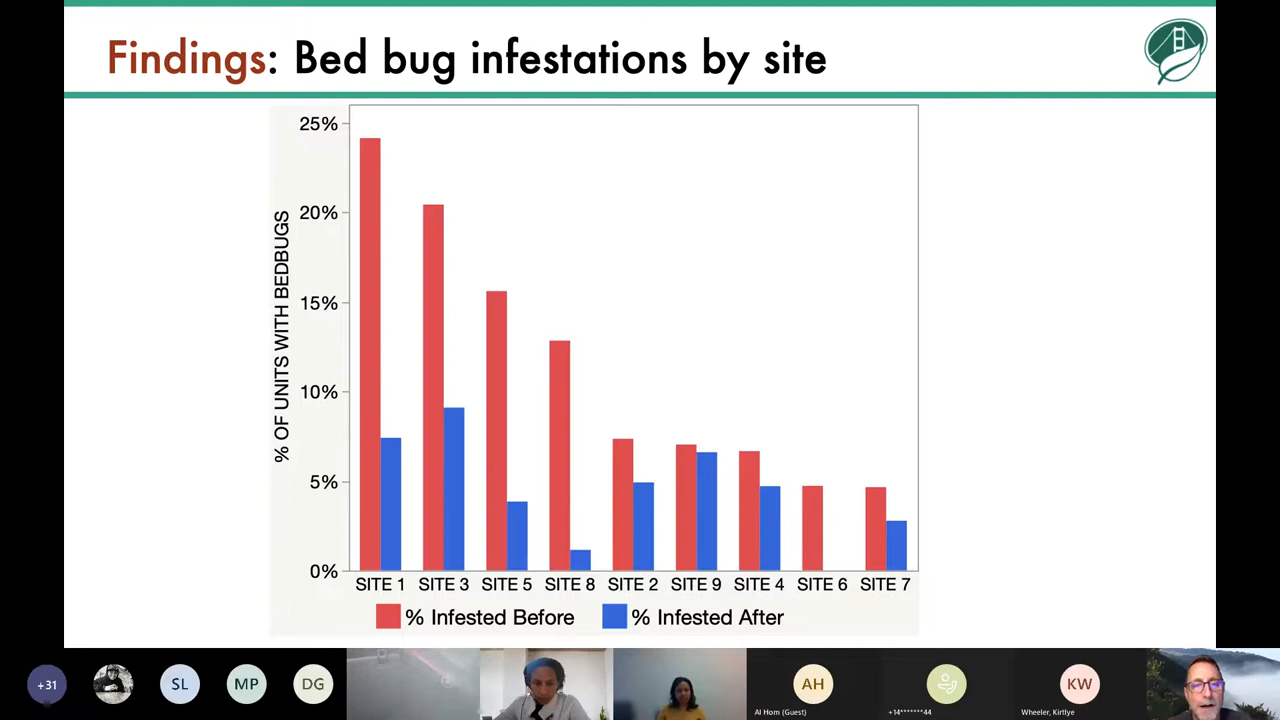 Findings: Bed bug infestations by site
25%
20%
15%
10%
5%
0%
% OF UNITS WITH BEDBUGS
SITE 1 SITE 3 SITE 5 SITE 8 SITE 2 SITE 9 SITE 4 SITE 6 SITE 7
% Infested Before % Infested After
+31 SL MP DG AH KW
Al Hom (Guest) +14*******44 Wheeler, Kirtlye